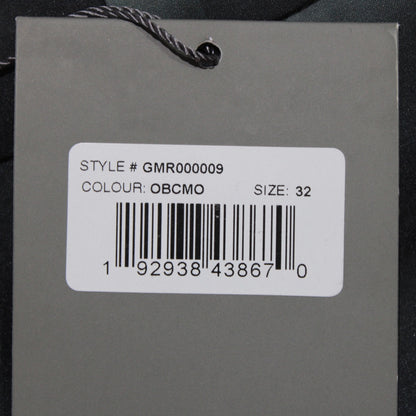 STYLE # GMR000009
COLOUR: OBCMO SIZE: 32
1 92938 43867 0